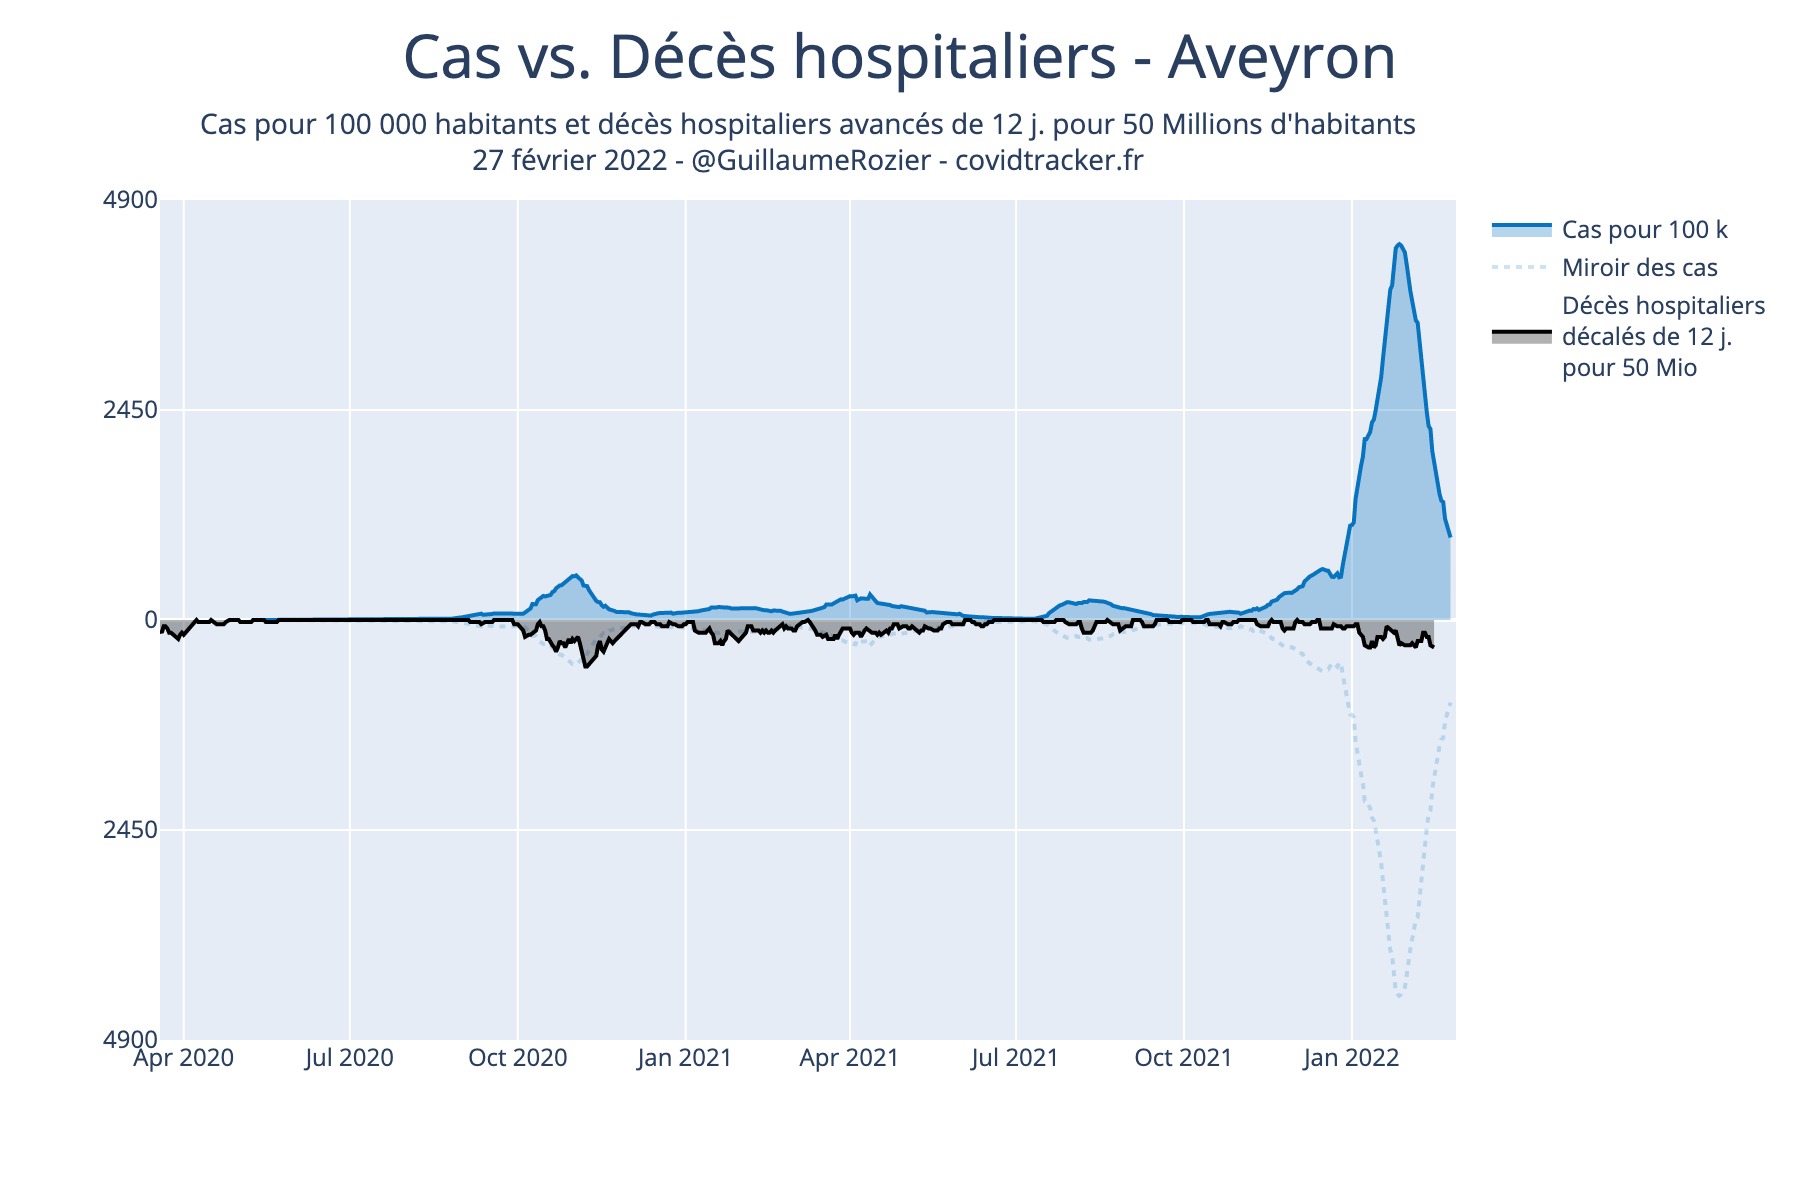 Cas vs. Décès hospitaliers - Aveyron
Cas pour 100 000 habitants et décès hospitaliers avancés de 12 j. pour 50 Millions d'habitants
27 février 2022 - @GuillaumeRozier - covidtracker.fr
4900
2450
0
2450
4900
Apr 2020
Jul 2020
Oct 2020
Jan 2021
Apr 2021
Jul 2021
Oct 2021
Jan 2022
Cas pour 100 k
Miroir des cas
Décès hospitaliers
décalés de 12 j.
pour 50 Mio